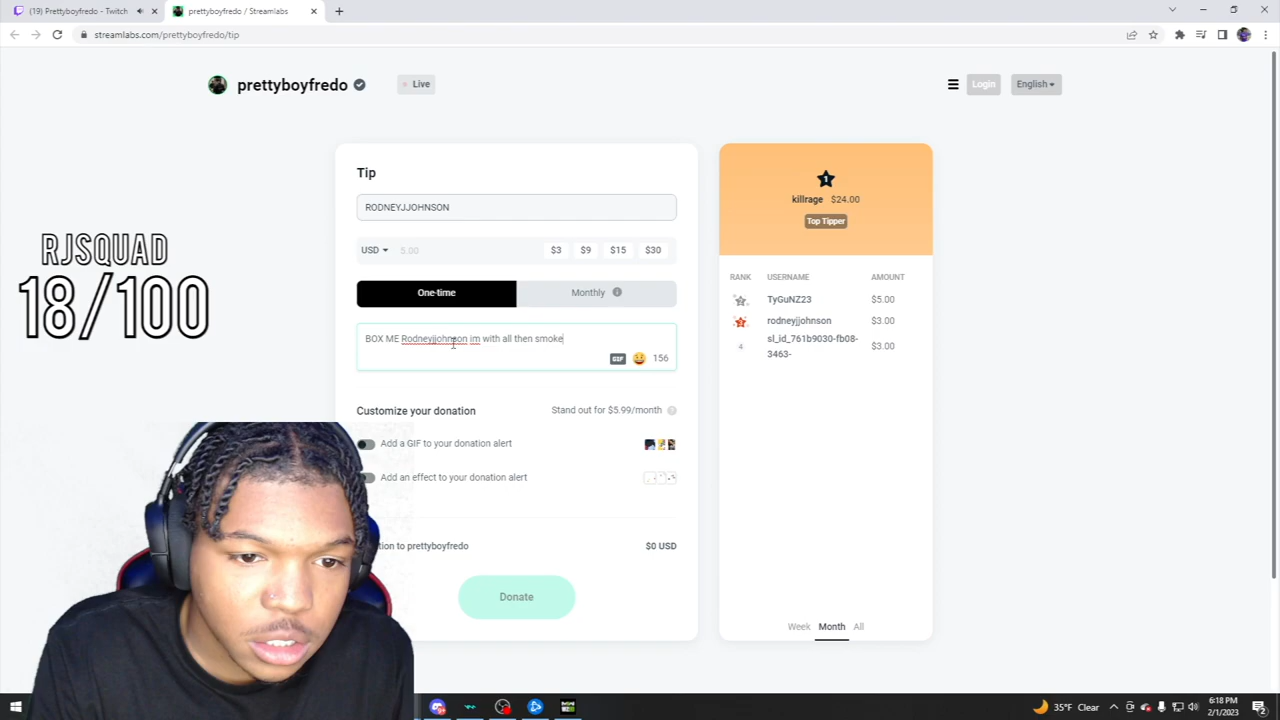 (19) Prettyboyfredo - Twitch
prettyboyfredo / Streamlabs
streamlabs.com/prettyboyfredo/tip
prettyboyfredo
Live
Login
English
Tip
RODNEYJJOHNSON
USD 5.00 $3 $9 $15 $30
One-time Monthly
BOX ME Rodneyjjohnson im with all then smoke
GIF 156
Customize your donation Stand out for $5.99/month ?
Add a GIF to your donation alert
Add an effect to your donation alert
tion to prettyboyfredo $0 USD
Donate
1
killrage $24.00
Top Tipper
RANK USERNAME AMOUNT
TyGuNZ23 $5.00
rodneyjjohnson $3.00
4 sl_id_761b9030-fb08-3463- $3.00
Week Month All
RJSQUAD
18/100
35°F Clear
6:18 PM
2/1/2023
2